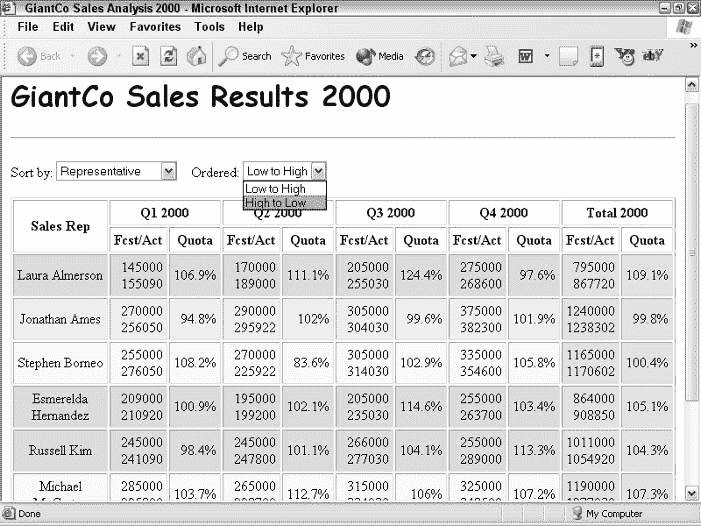 GiantCo Sales Analysis 2000 - Microsoft Internet Explorer
File Edit View Favorites Tools Help
Back Search Favorites Media
GiantCo Sales Results 2000
Sort by: Representative Ordered: Low to High
Low to High
High to Low
Sales Rep Q1 2000 Q2 2000 Q3 2000 Q4 2000 Total 2000
Fcst/Act Quota Fcst/Act Quota Fcst/Act Quota Fcst/Act Quota Fcst/Act Quota
Laura Almerson 145000 155090 106.9% 170000 189000 111.1% 205000 255030 124.4% 275000 268600 97.6% 795000 867720 109.1%
Jonathan Ames 270000 256050 94.8% 290000 295922 102% 305000 304030 99.6% 375000 382300 101.9% 1240000 1238302 99.8%
Stephen Borneo 255000 276050 108.2% 270000 225922 83.6% 305000 314030 102.9% 335000 354600 105.8% 1165000 1170602 100.4%
Esmerelda Hernandez 209000 210920 100.9% 195000 199200 102.1% 205000 235030 114.6% 255000 263700 103.4% 864000 908850 105.1%
Russell Kim 245000 241090 98.4% 245000 247800 101.1% 266000 277030 104.1% 255000 289000 113.3% 1011000 1054920 104.3%
Michael 285000 103.7% 265000 112.7% 315000 106% 325000 107.2% 1190000 107.3%
Done My Computer